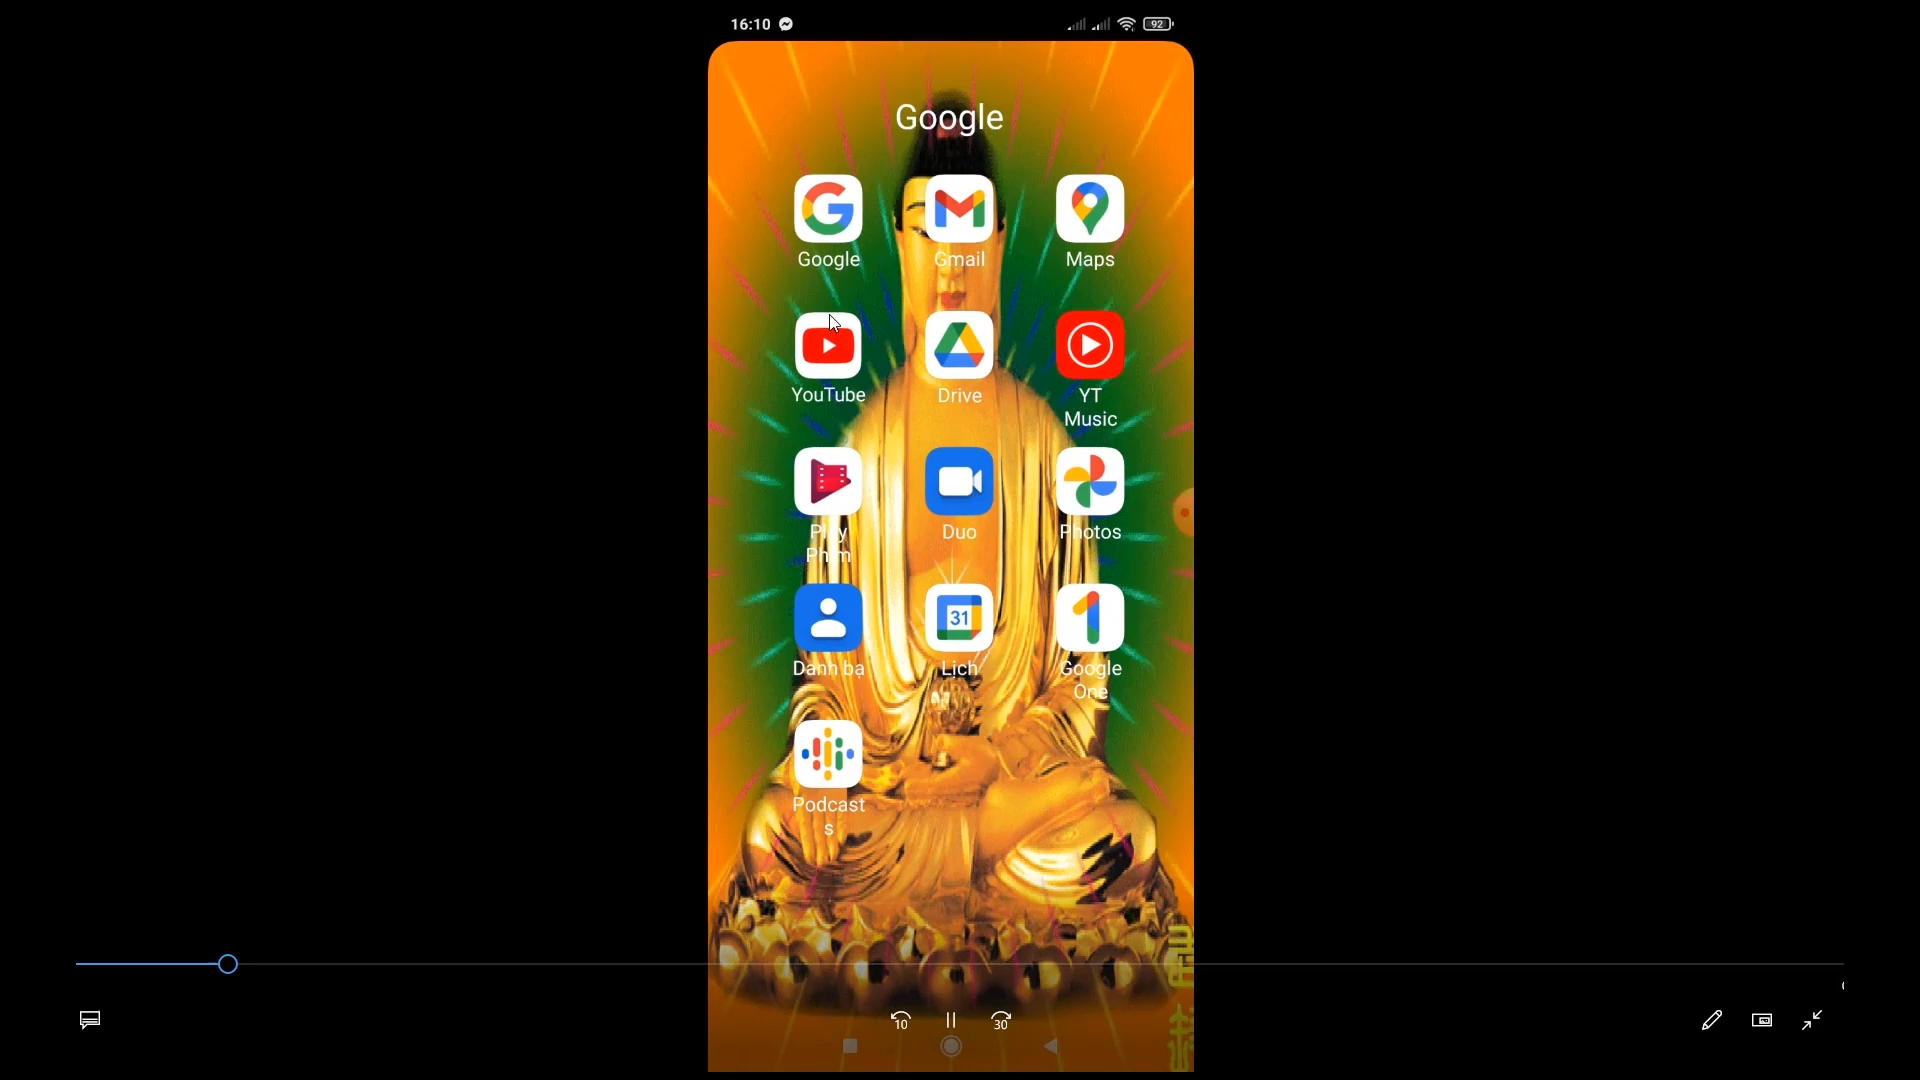 16:10
92
Google
Google Gmail Maps
YouTube Drive YT
Music
Play Duo Photos
Phim
31
Danh bạ Lịch Google
One
Podcast
s
10 30